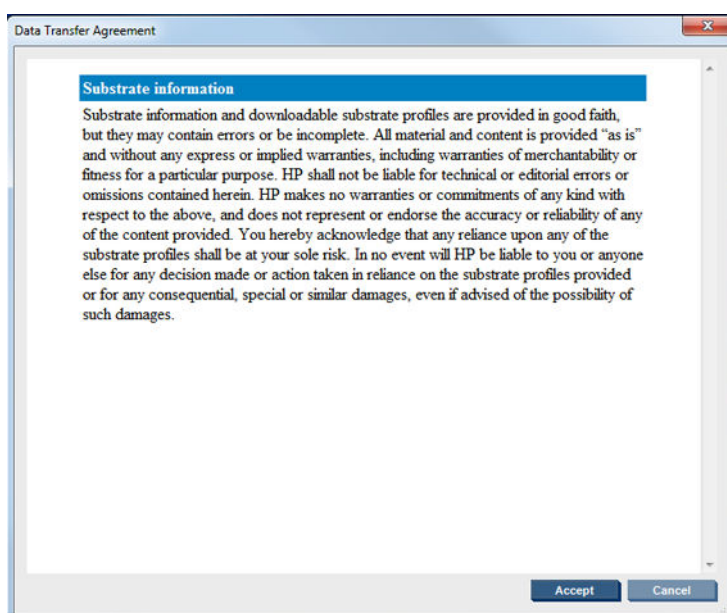 Data Transfer Agreement
Substrate information
Substrate information and downloadable substrate profiles are provided in good faith,
but they may contain errors or be incomplete. All material and content is provided “as is”
and without any express or implied warranties, including warranties of merchantability or
fitness for a particular purpose. HP shall not be liable for technical or editorial errors or
omissions contained herein. HP makes no warranties or commitments of any kind with
respect to the above, and does not represent or endorse the accuracy or reliability of any
of the content provided. You hereby acknowledge that any reliance upon any of the
substrate profiles shall be at your sole risk. In no event will HP be liable to you or anyone
else for any decision made or action taken in reliance on the substrate profiles provided
or for any consequential, special or similar damages, even if advised of the possibility of
such damages.
Accept
Cancel